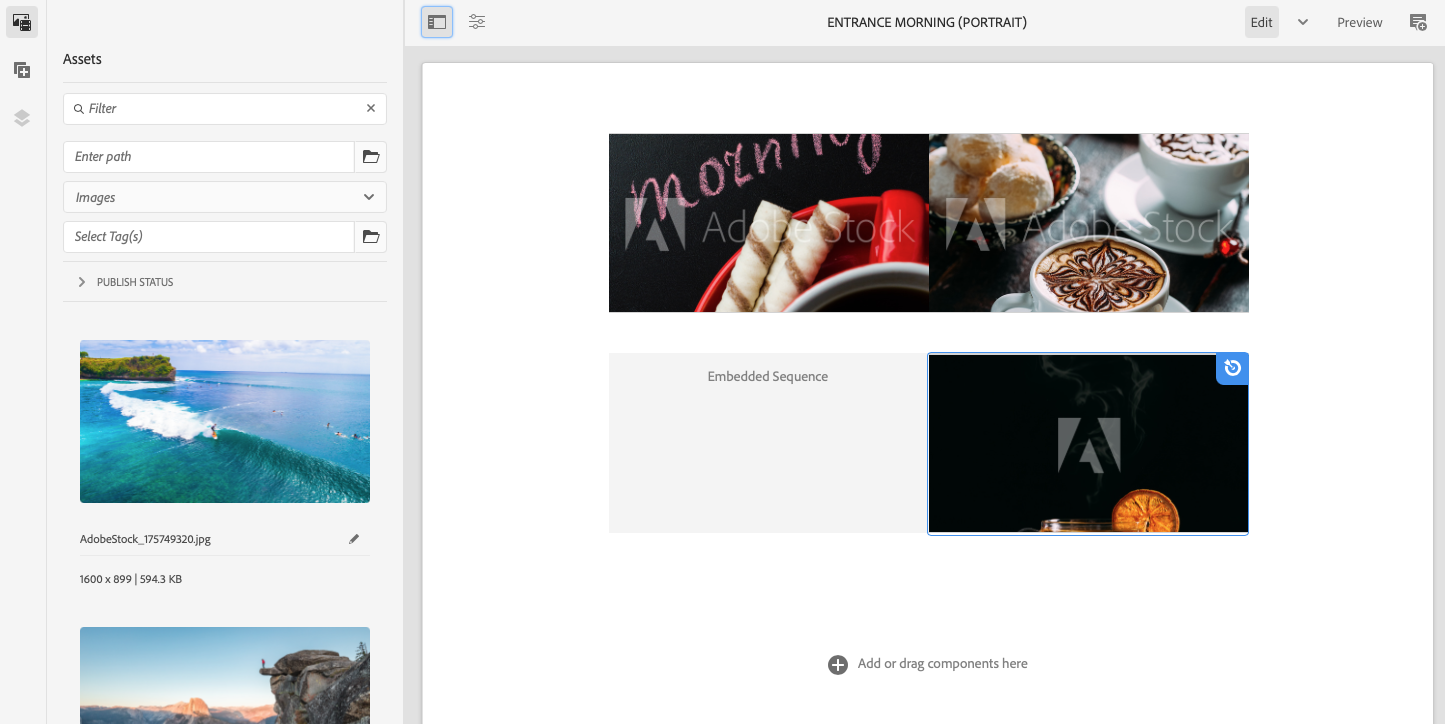 ENTRANCE MORNING (PORTRAIT)
Edit
Preview
Assets
Filter
Enter path
Images
Select Tag(s)
PUBLISH STATUS
AdobeStock_175749320.jpg
1600 x 899 | 594.3 KB
morning
Adobe Stock
Adobe Stock
Embedded Sequence
Add or drag components here